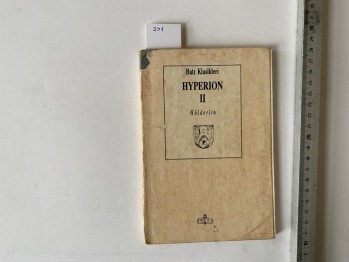 Batı Klasikleri
HYPERION
II
Hölderlin